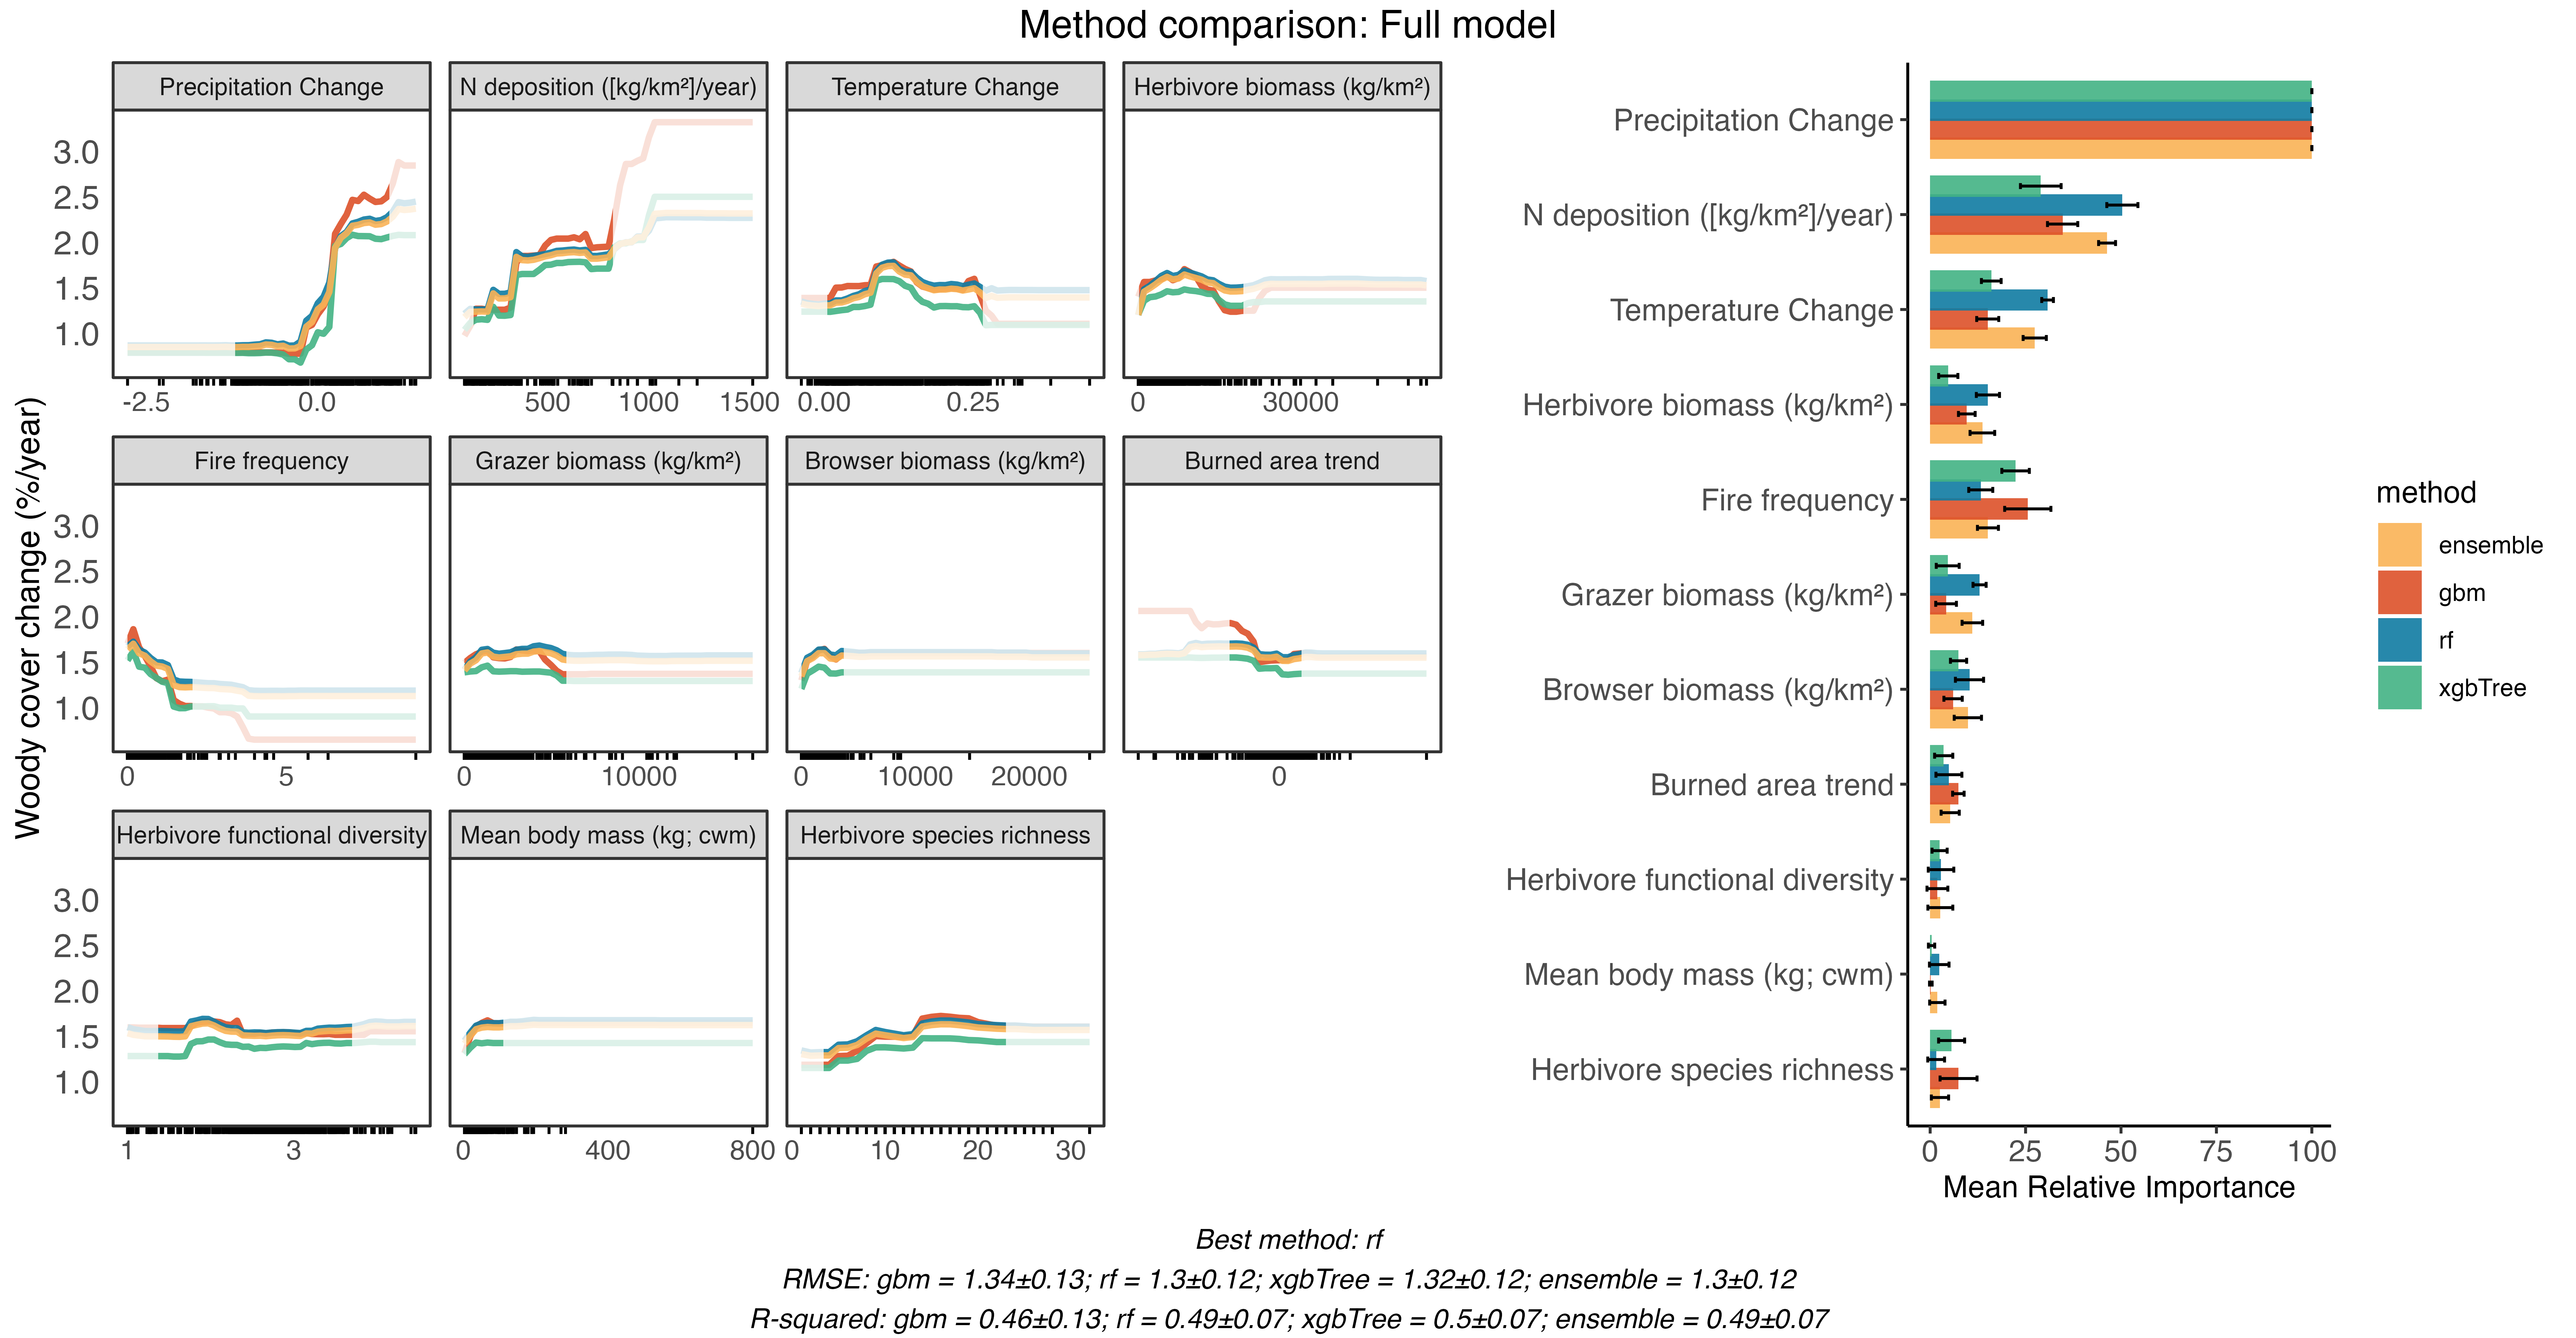 Method comparison: Full model
Woody cover change (%/year)
Precipitation Change
N deposition ([kg/km²]/year)
Temperature Change
Herbivore biomass (kg/km²)
3.0
2.5
2.0
1.5
1.0
-2.5 0.0
500 1000 1500
0.00 0.25
0 30000
Fire frequency
Grazer biomass (kg/km²)
Browser biomass (kg/km²)
Burned area trend
3.0
2.5
2.0
1.5
1.0
0 5
0 10000
0 10000 20000
0
Herbivore functional diversity
Mean body mass (kg; cwm)
Herbivore species richness
3.0
2.5
2.0
1.5
1.0
1 3
0 400 800
0 10 20 30
Precipitation Change
N deposition ([kg/km²]/year)
Temperature Change
Herbivore biomass (kg/km²)
Fire frequency
Grazer biomass (kg/km²)
Browser biomass (kg/km²)
Burned area trend
Herbivore functional diversity
Mean body mass (kg; cwm)
Herbivore species richness
0 25 50 75 100
Mean Relative Importance
method
ensemble
gbm
rf
xgbTree
Best method: rf
RMSE: gbm = 1.34±0.13; rf = 1.3±0.12; xgbTree = 1.32±0.12; ensemble = 1.3±0.12
R-squared: gbm = 0.46±0.13; rf = 0.49±0.07; xgbTree = 0.5±0.07; ensemble = 0.49±0.07